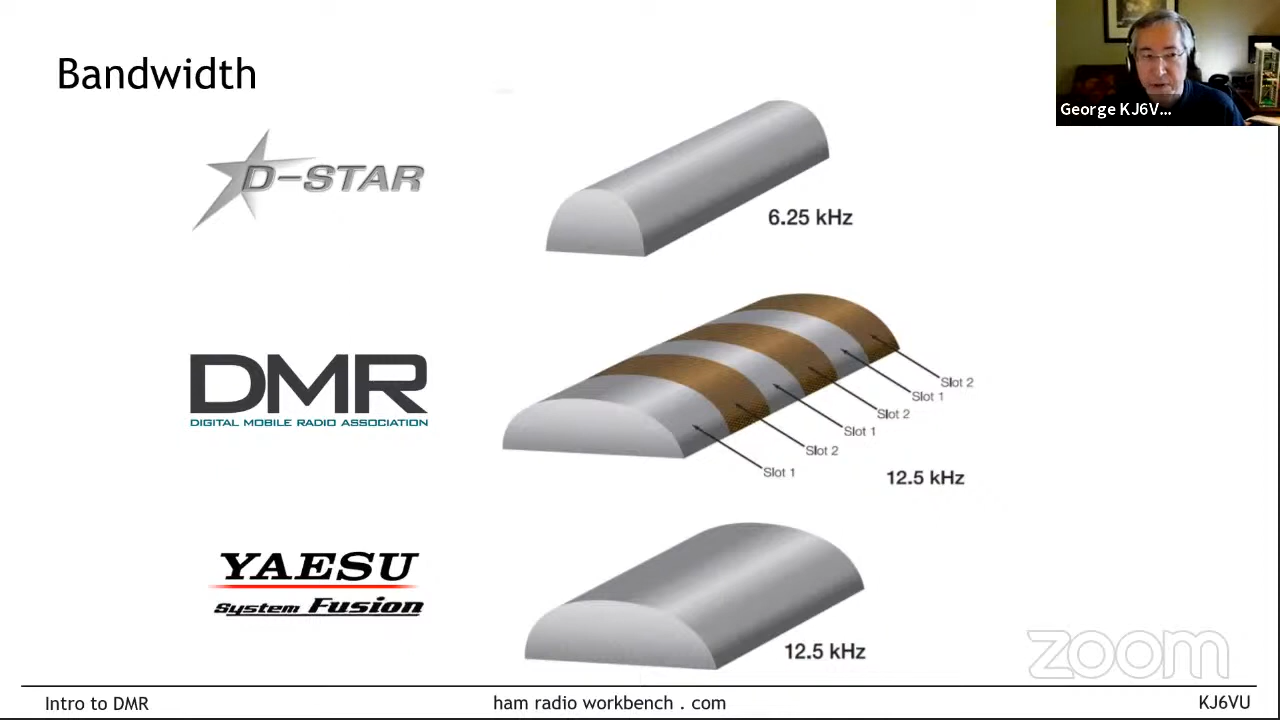 Bandwidth
George KJ6V...
D-STAR
6.25 kHz
DMR
DIGITAL MOBILE RADIO ASSOCIATION
Slot 2
Slot 1
Slot 2
Slot 1
Slot 2
Slot 1
12.5 kHz
YAESU
System Fusion
12.5 kHz
zoom
Intro to DMR
ham radio workbench . com
KJ6VU